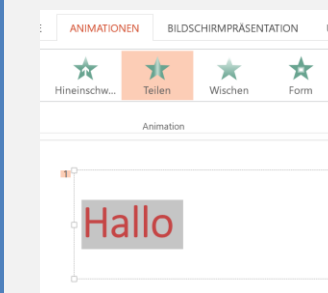 ANIMATIONEN BILDSCHIRMPRÄSENTATION
Hineinschw... Teilen Wischen Form
Animation
1
Hallo